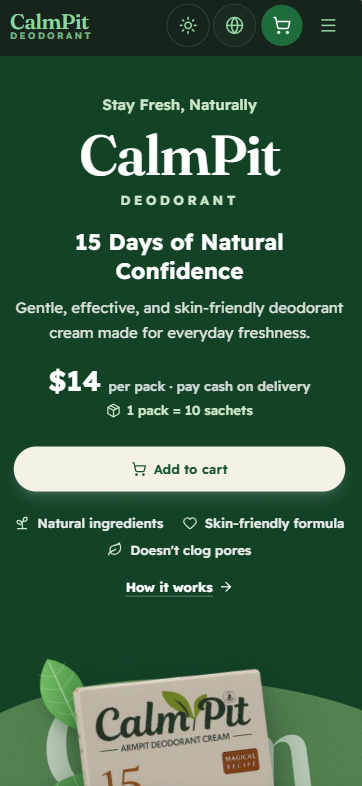 CalmPit
DEODORANT
Stay Fresh, Naturally
CalmPit
DEODORANT
15 Days of Natural
Confidence
Gentle, effective, and skin-friendly deodorant
cream made for everyday freshness.
$14 per pack · pay cash on delivery
1 pack = 10 sachets
Add to cart
Natural ingredients Skin-friendly formula
Doesn't clog pores
How it works →
Calm Pit
ARMPIT DEODORANT CREAM
MAGICAL
RECIPE
15